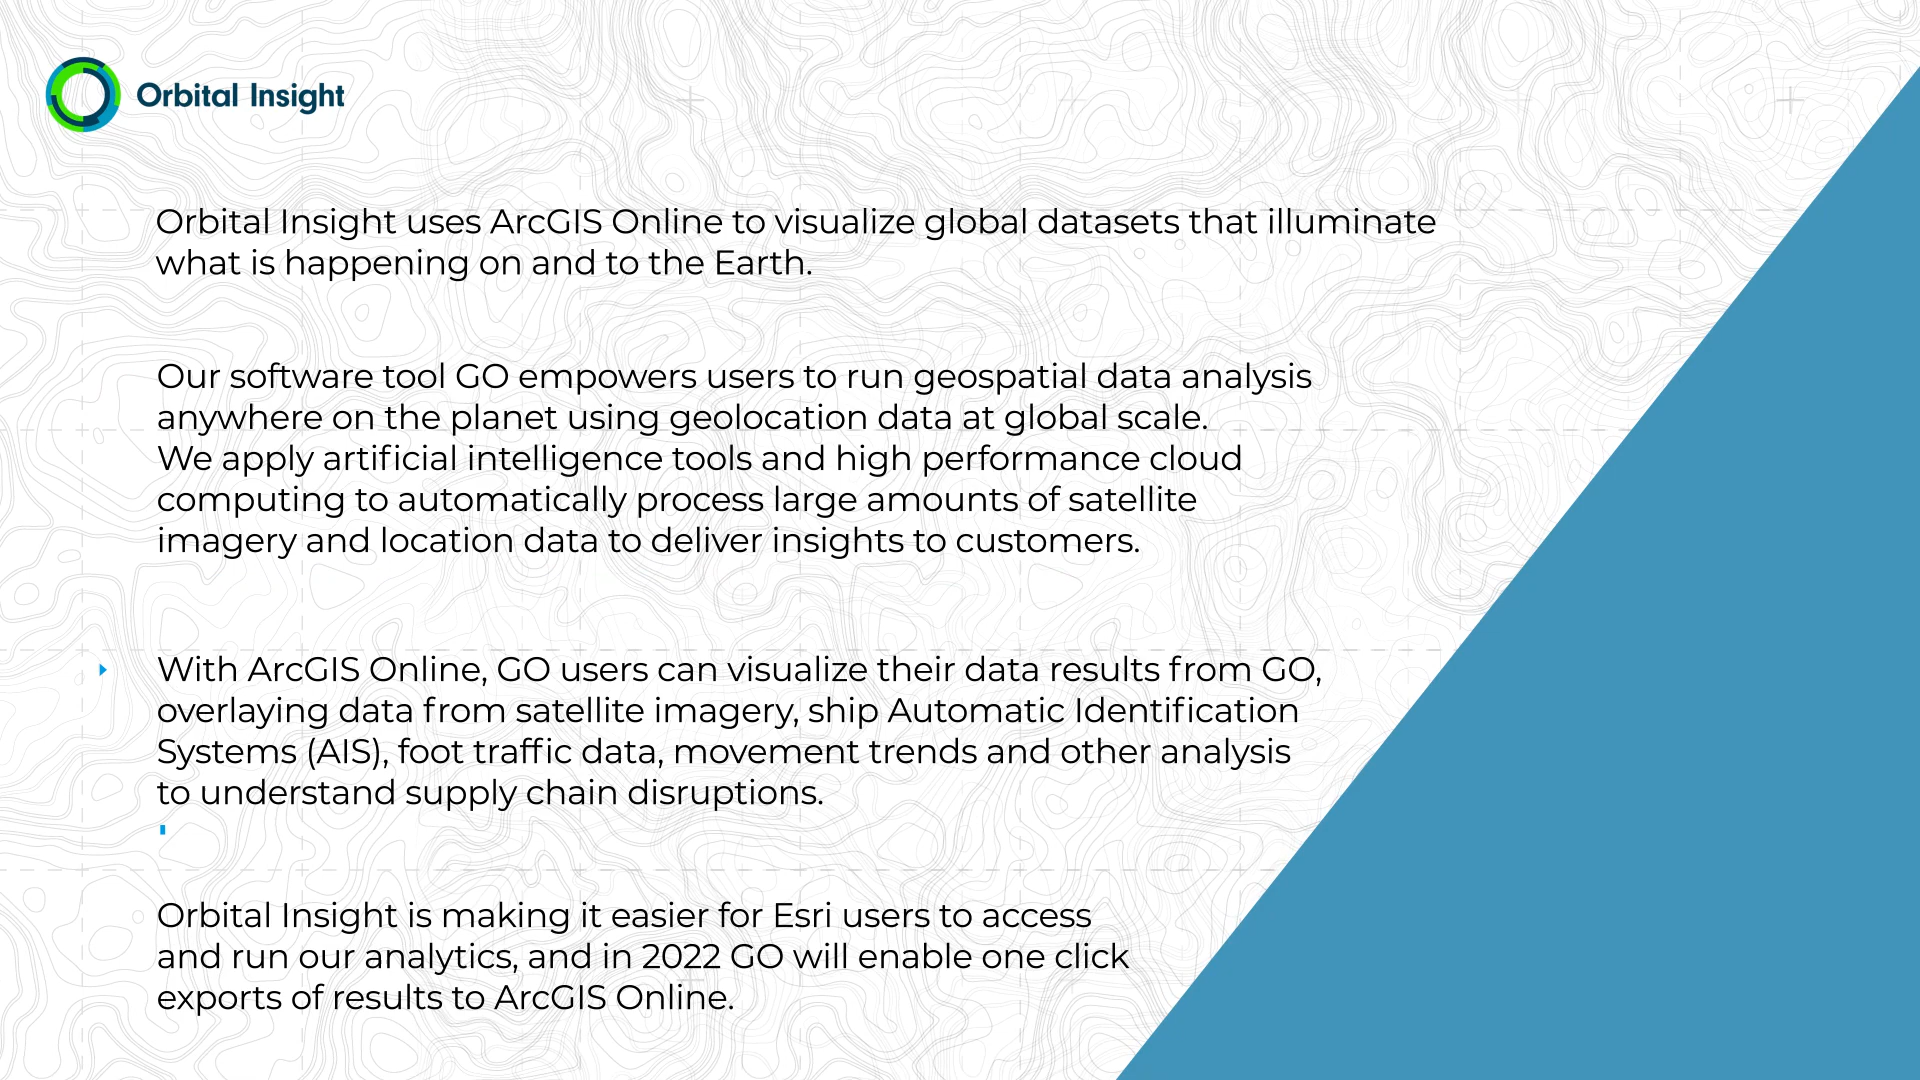 Orbital Insight
Orbital Insight uses ArcGIS Online to visualize global datasets that illuminate
what is happening on and to the Earth.
Our software tool GO empowers users to run geospatial data analysis
anywhere on the planet using geolocation data at global scale.
We apply artificial intelligence tools and high performance cloud
computing to automatically process large amounts of satellite
imagery and location data to deliver insights to customers.
With ArcGIS Online, GO users can visualize their data results from GO,
overlaying data from satellite imagery, ship Automatic Identification
Systems (AIS), foot traffic data, movement trends and other analysis
to understand supply chain disruptions.
Orbital Insight is making it easier for Esri users to access
and run our analytics, and in 2022 GO will enable one click
exports of results to ArcGIS Online.